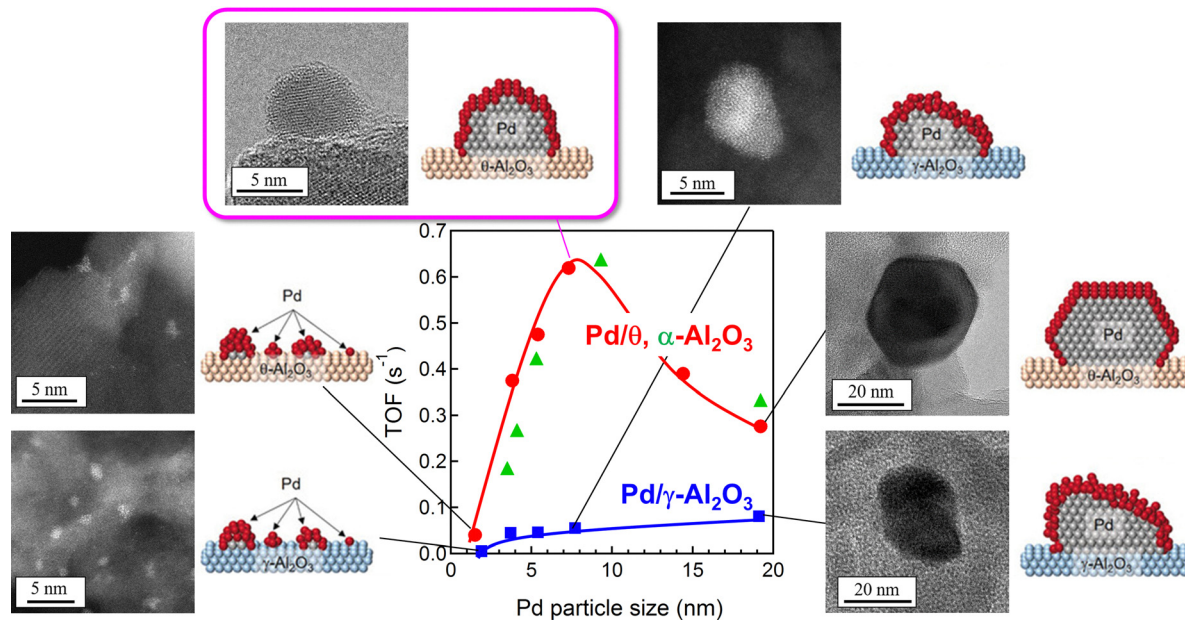 Pd
θ-Al₂O₃
5 nm
Pd
γ-Al₂O₃
5 nm
Pd
θ-Al₂O₃
5 nm
Pd
γ-Al₂O₃
5 nm
TOF (s⁻¹)
0.7
0.6
0.5
0.4
0.3
0.2
0.1
0.0
0
5
10
15
20
Pd particle size (nm)
Pd/θ, α-Al₂O₃
Pd/γ-Al₂O₃
Pd
θ-Al₂O₃
20 nm
Pd
γ-Al₂O₃
20 nm